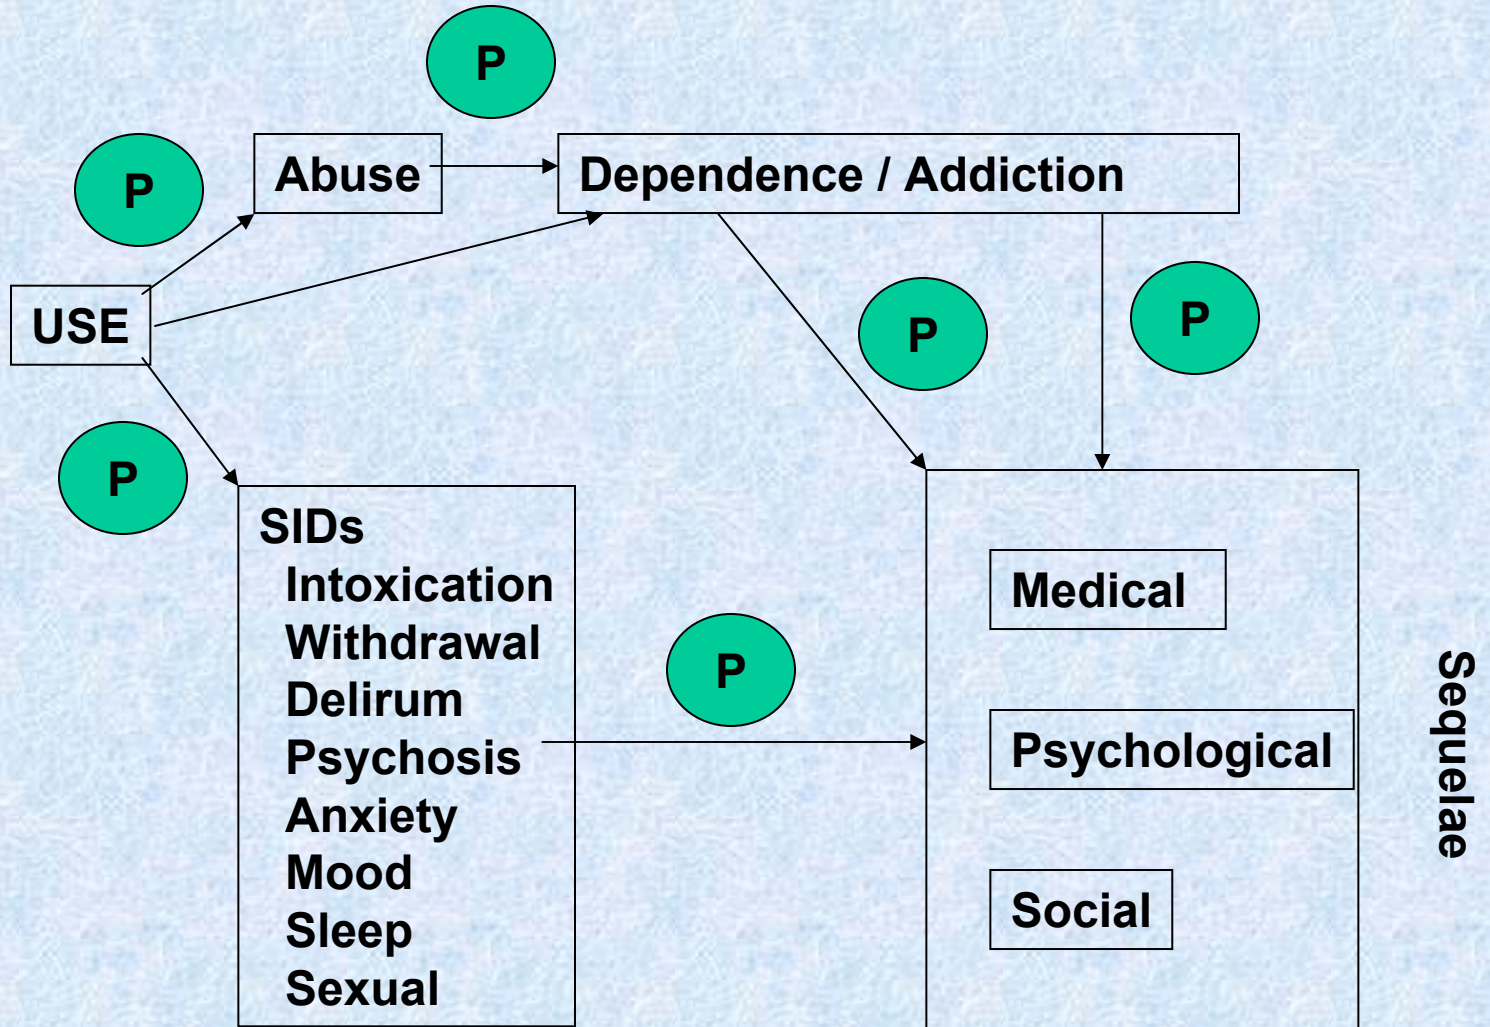 P
P
Abuse
Dependence / Addiction
USE
P
P
P
SIDs
Intoxication
Withdrawal
Delirum
Psychosis
Anxiety
Mood
Sleep
Sexual
P
Medical
Psychological
Social
Sequelae